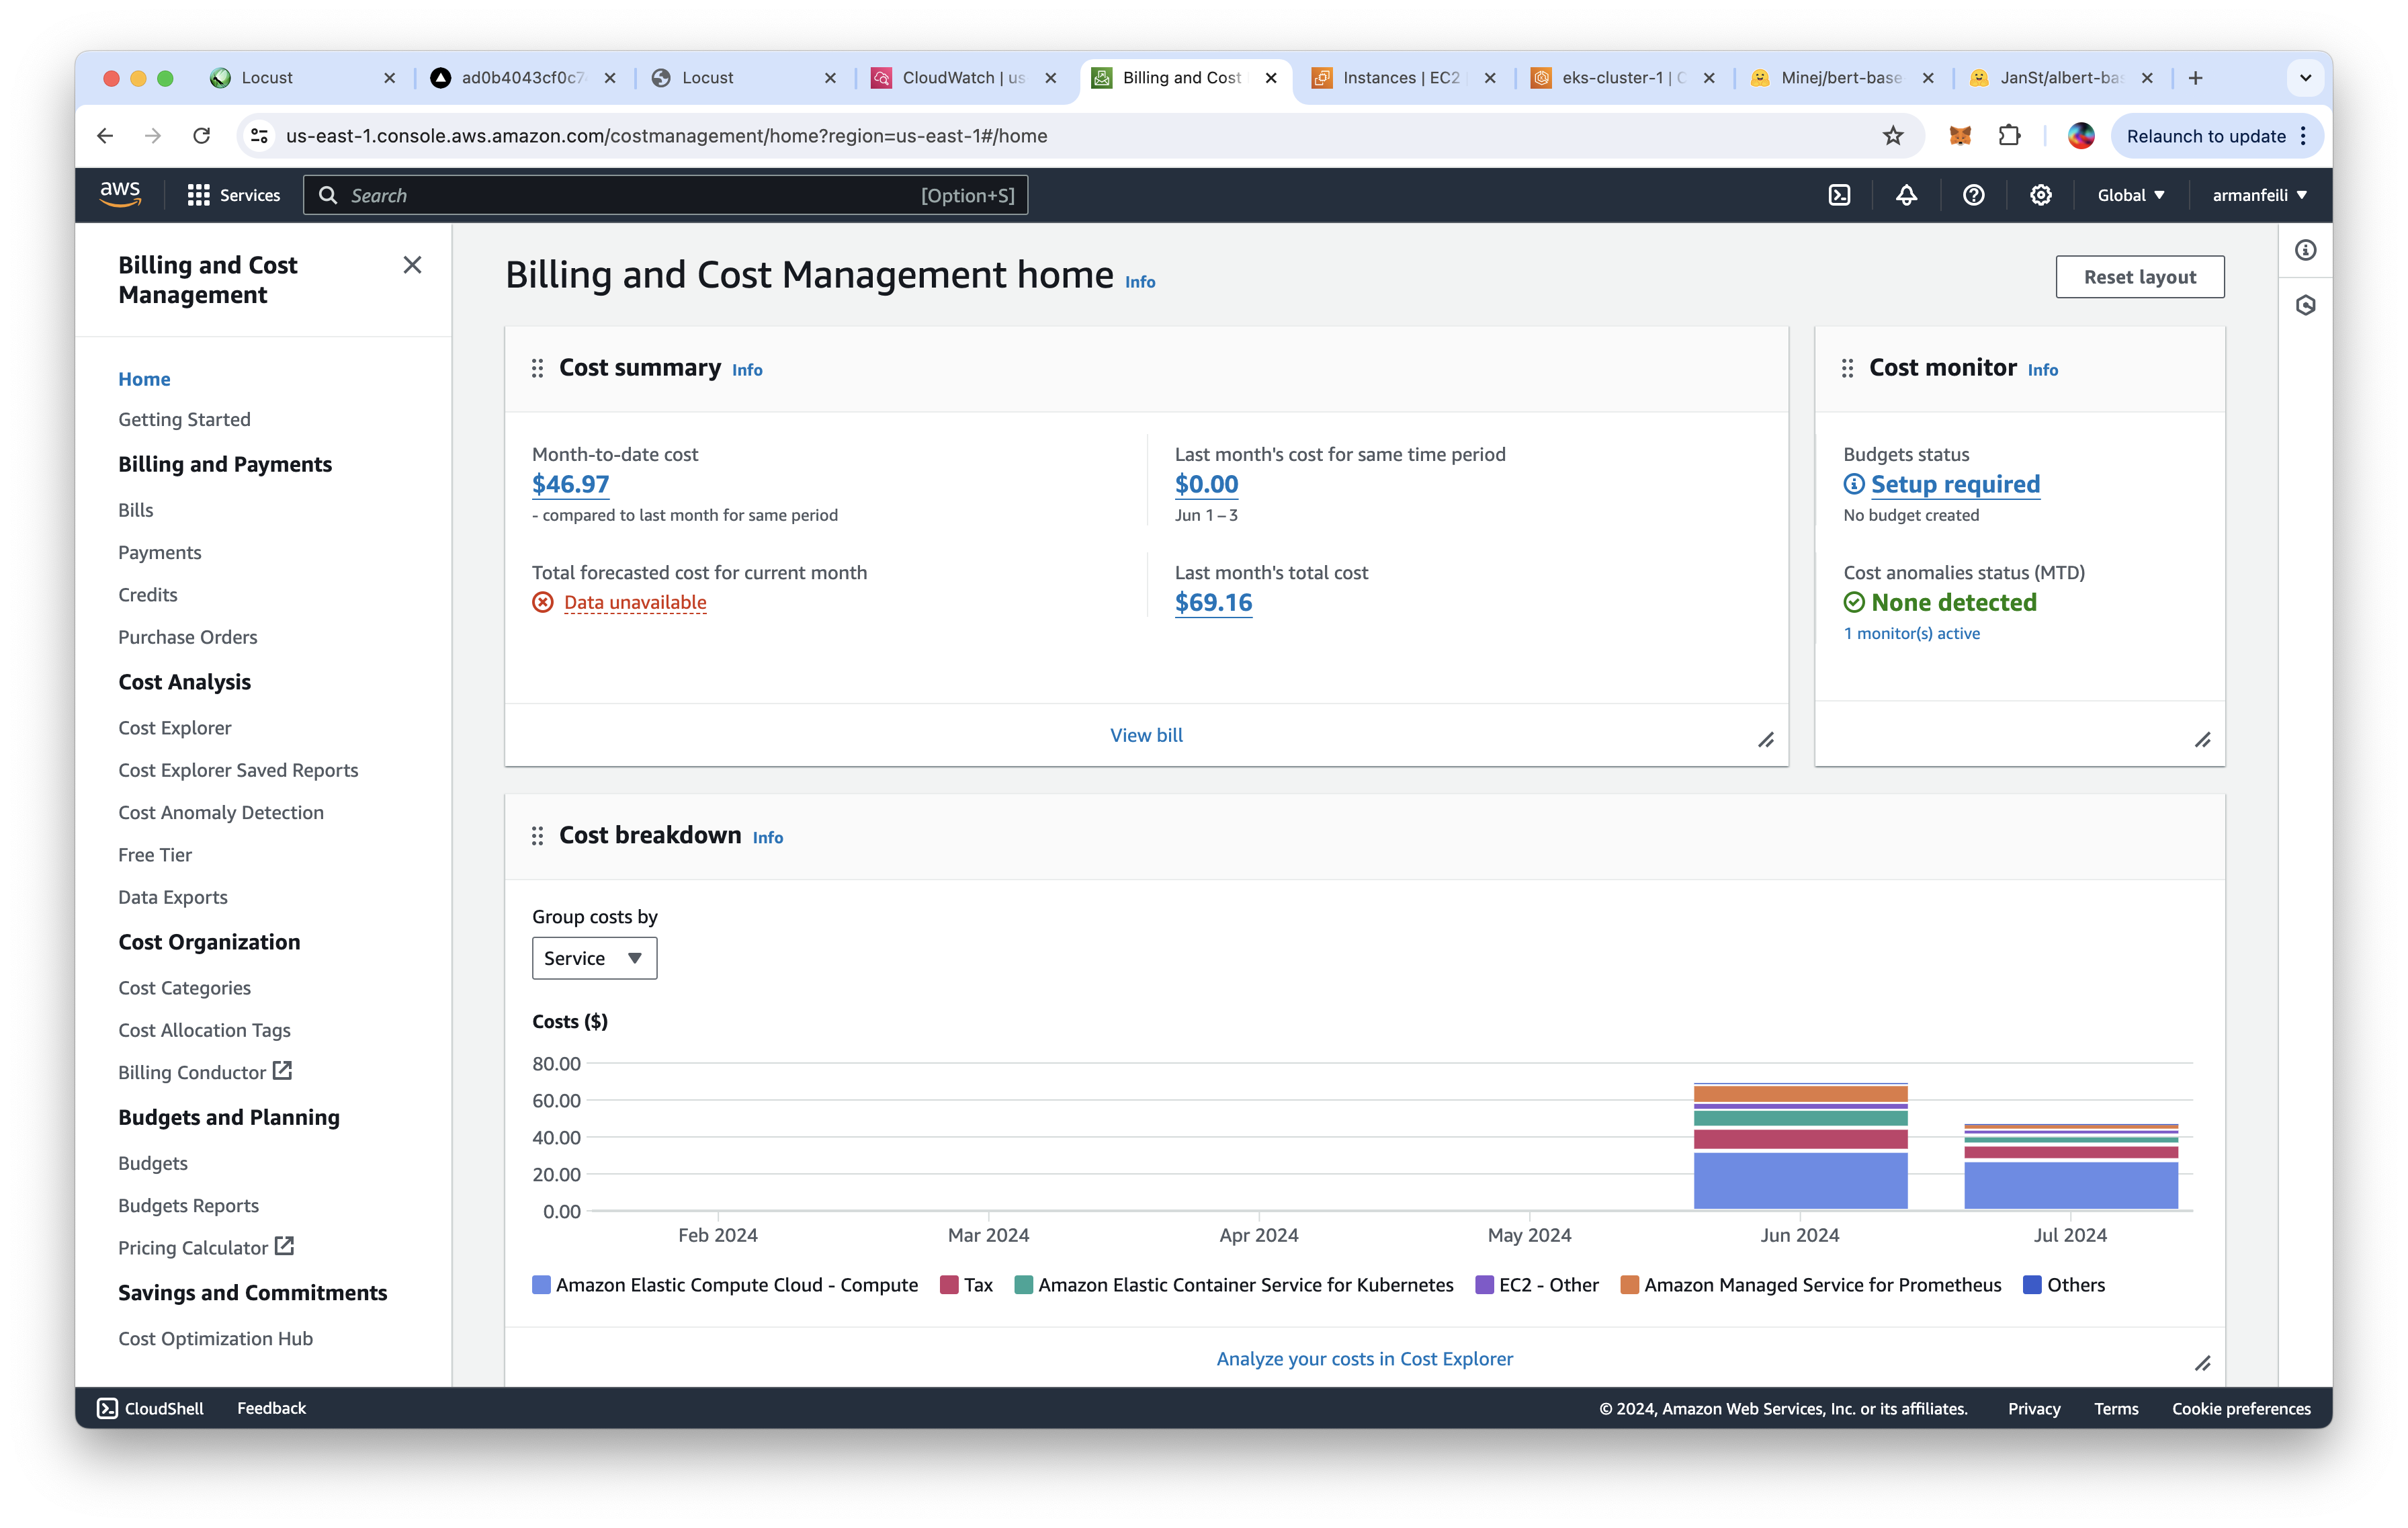 Locust
ad0b4043cf0c7
Locust
CloudWatch | us
Billing and Cost
Instances | EC2
eks-cluster-1 | C
Minej/bert-base
JanSt/albert-bas
us-east-1.console.aws.amazon.com/costmanagement/home?region=us-east-1#/home
Relaunch to update
aws
Services
Search
[Option+S]
Global
armanfeili
Billing and Cost
Management
Home
Getting Started
Billing and Payments
Bills
Payments
Credits
Purchase Orders
Cost Analysis
Cost Explorer
Cost Explorer Saved Reports
Cost Anomaly Detection
Free Tier
Data Exports
Cost Organization
Cost Categories
Cost Allocation Tags
Billing Conductor
Budgets and Planning
Budgets
Budgets Reports
Pricing Calculator
Savings and Commitments
Cost Optimization Hub
Billing and Cost Management home Info
Reset layout
Cost summary Info
Month-to-date cost
$46.97
- compared to last month for same period
Last month's cost for same time period
$0.00
Jun 1 – 3
Total forecasted cost for current month
Data unavailable
Last month's total cost
$69.16
View bill
Cost monitor Info
Budgets status
Setup required
No budget created
Cost anomalies status (MTD)
None detected
1 monitor(s) active
Cost breakdown Info
Group costs by
Service
Costs ($)
80.00
60.00
40.00
20.00
0.00
Feb 2024
Mar 2024
Apr 2024
May 2024
Jun 2024
Jul 2024
Amazon Elastic Compute Cloud - Compute
Tax
Amazon Elastic Container Service for Kubernetes
EC2 - Other
Amazon Managed Service for Prometheus
Others
Analyze your costs in Cost Explorer
CloudShell
Feedback
© 2024, Amazon Web Services, Inc. or its affiliates.
Privacy
Terms
Cookie preferences